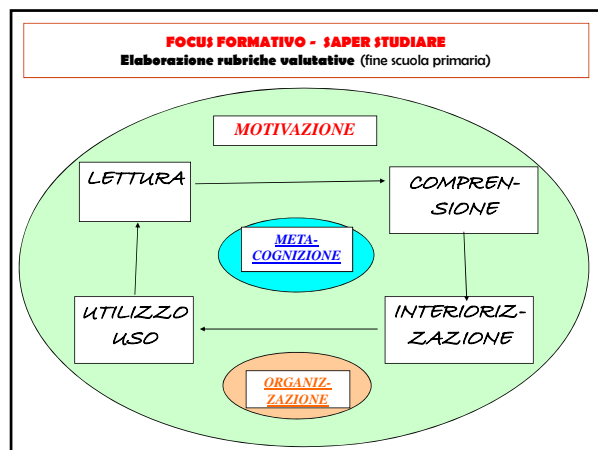 FOCUS FORMATIVO - SAPER STUDIARE
Elaborazione rubriche valutative (fine scuola primaria)
MOTIVAZIONE
LETTURA
COMPREN-
SIONE
META-
COGNIZIONE
UTILIZZO
USO
INTERIORIZ-
ZAZIONE
ORGANIZ-
ZAZIONE